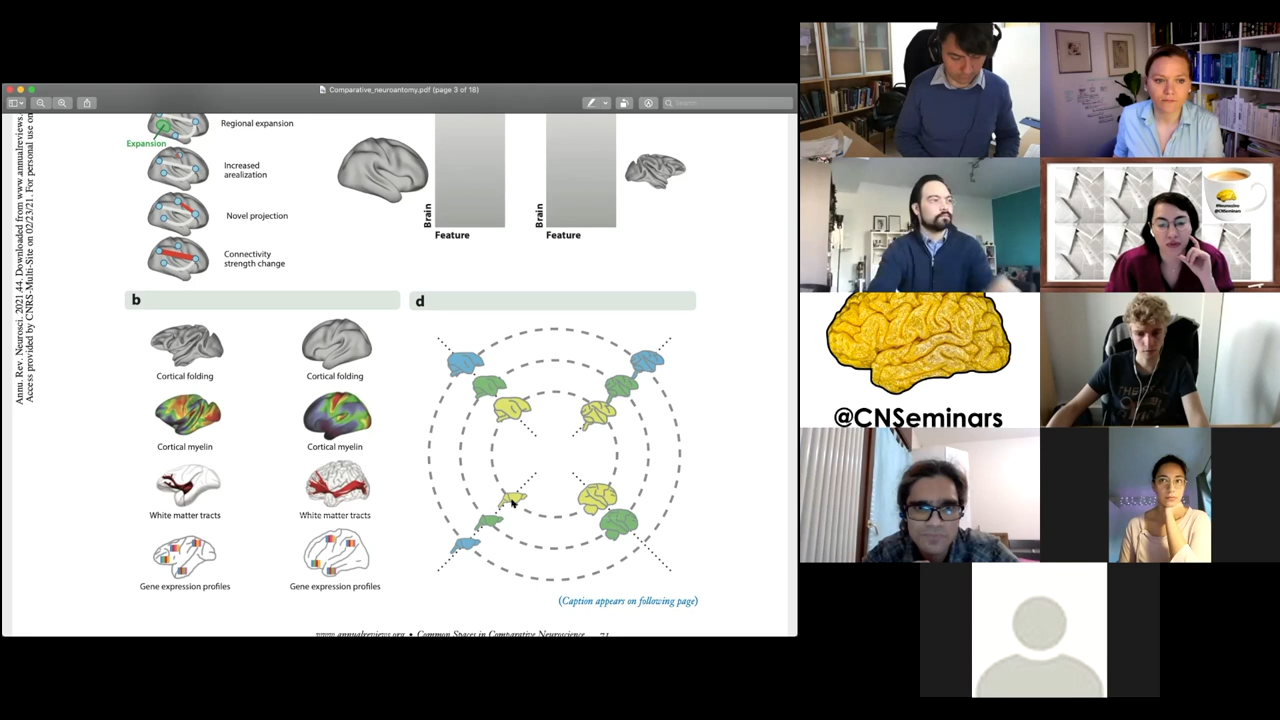 Comparative_neuroantomy.pdf (page 3 of 18)
Search
Annu. Rev. Neurosci. 2021.44. Downloaded from www.annualreviews.
Access provided by CNRS-Multi-Site on 02/23/21. For personal use on
Regional expansion
Expansion
Increased
arealization
Novel projection
Connectivity
strength change
Brain
Feature
Brain
Feature
b
d
Cortical folding
Cortical folding
Cortical myelin
Cortical myelin
White matter tracts
White matter tracts
Gene expression profiles
Gene expression profiles
(Caption appears on following page)
www.annualreviews.org • Common Spaces in Comparative Neuroscience 71
@CNSeminars
@CNSeminars